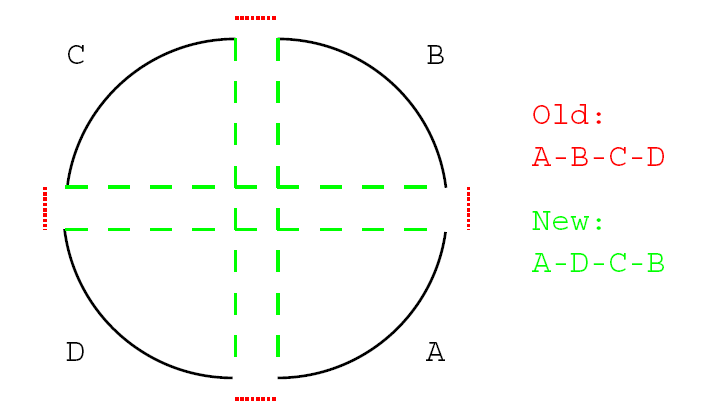 C
B
Old:
A-B-C-D
New:
A-D-C-B
D
A